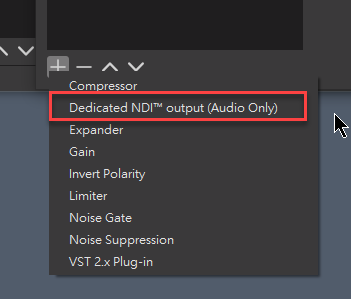 Compressor
Dedicated NDI™ output (Audio Only)
Expander
Gain
Invert Polarity
Limiter
Noise Gate
Noise Suppression
VST 2.x Plug-in